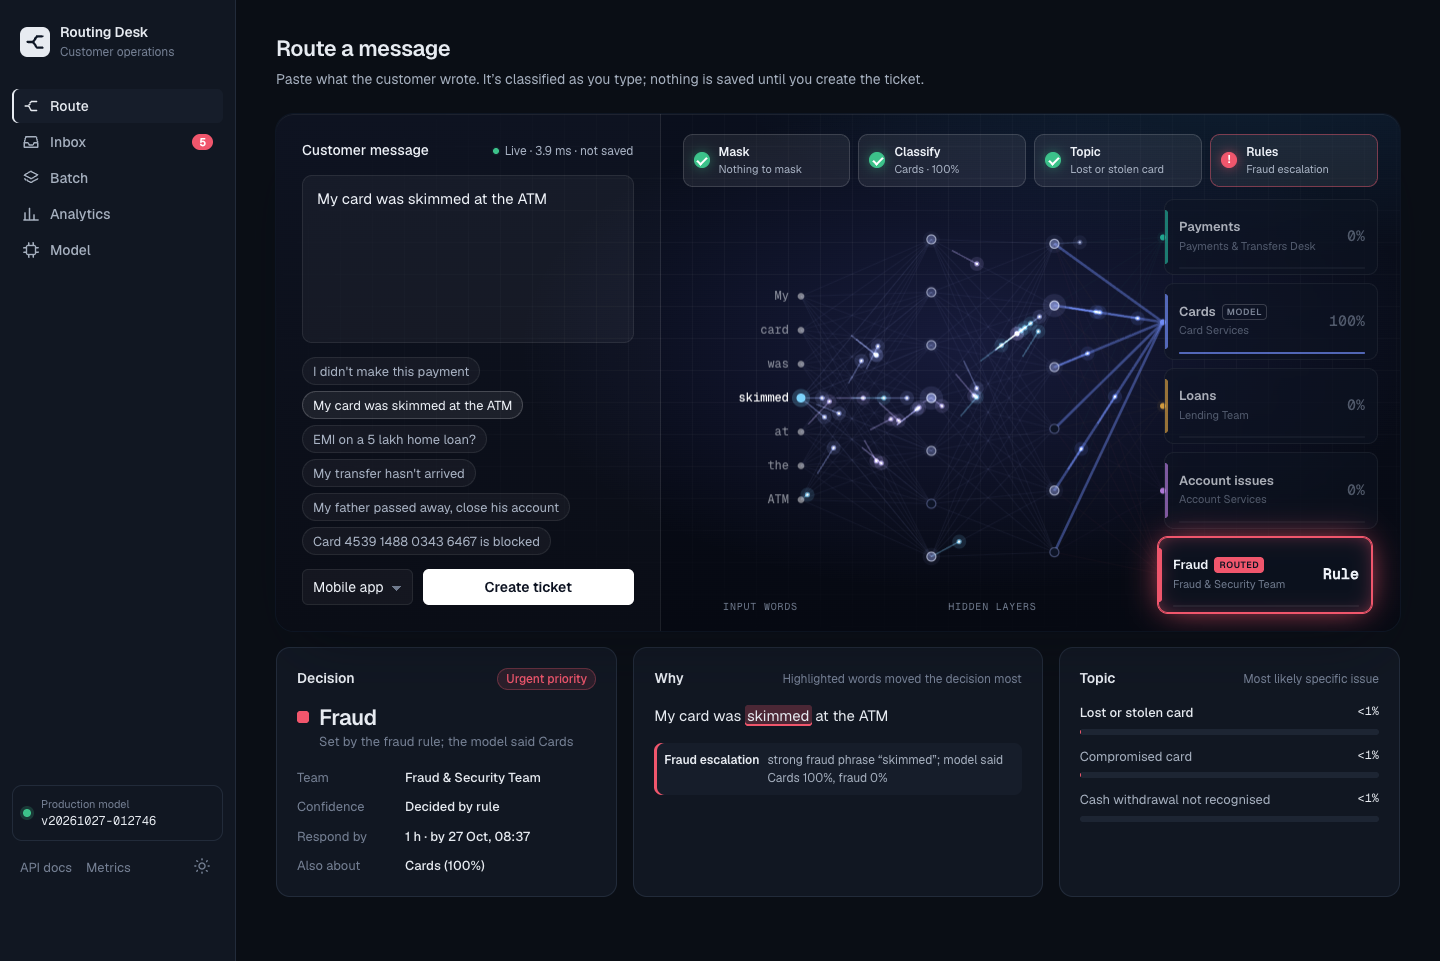 Routing Desk
Customer operations
Route
Inbox 5
Batch
Analytics
Model
Production model
v20261027-012746
API docs Metrics
Route a message
Paste what the customer wrote. It’s classified as you type; nothing is saved until you create the ticket.
Customer message
Live · 3.9 ms · not saved
My card was skimmed at the ATM
I didn't make this payment
My card was skimmed at the ATM
EMI on a 5 lakh home loan?
My transfer hasn't arrived
My father passed away, close his account
Card 4539 1488 0343 6467 is blocked
Mobile app
Create ticket
Mask
Nothing to mask
Classify
Cards · 100%
Topic
Lost or stolen card
Rules
Fraud escalation
My
card
was
skimmed
at
the
ATM
INPUT WORDS
HIDDEN LAYERS
Payments
Payments & Transfers Desk
0%
Cards MODEL
Card Services
100%
Loans
Lending Team
0%
Account issues
Account Services
0%
Fraud ROUTED
Fraud & Security Team
Rule
Decision
Urgent priority
Fraud
Set by the fraud rule; the model said Cards
Team Fraud & Security Team
Confidence Decided by rule
Respond by 1 h · by 27 Oct, 08:37
Also about Cards (100%)
Why
Highlighted words moved the decision most
My card was skimmed at the ATM
Fraud escalation strong fraud phrase “skimmed”; model said
Cards 100%, fraud 0%
Topic
Most likely specific issue
Lost or stolen card <1%
Compromised card <1%
Cash withdrawal not recognised <1%